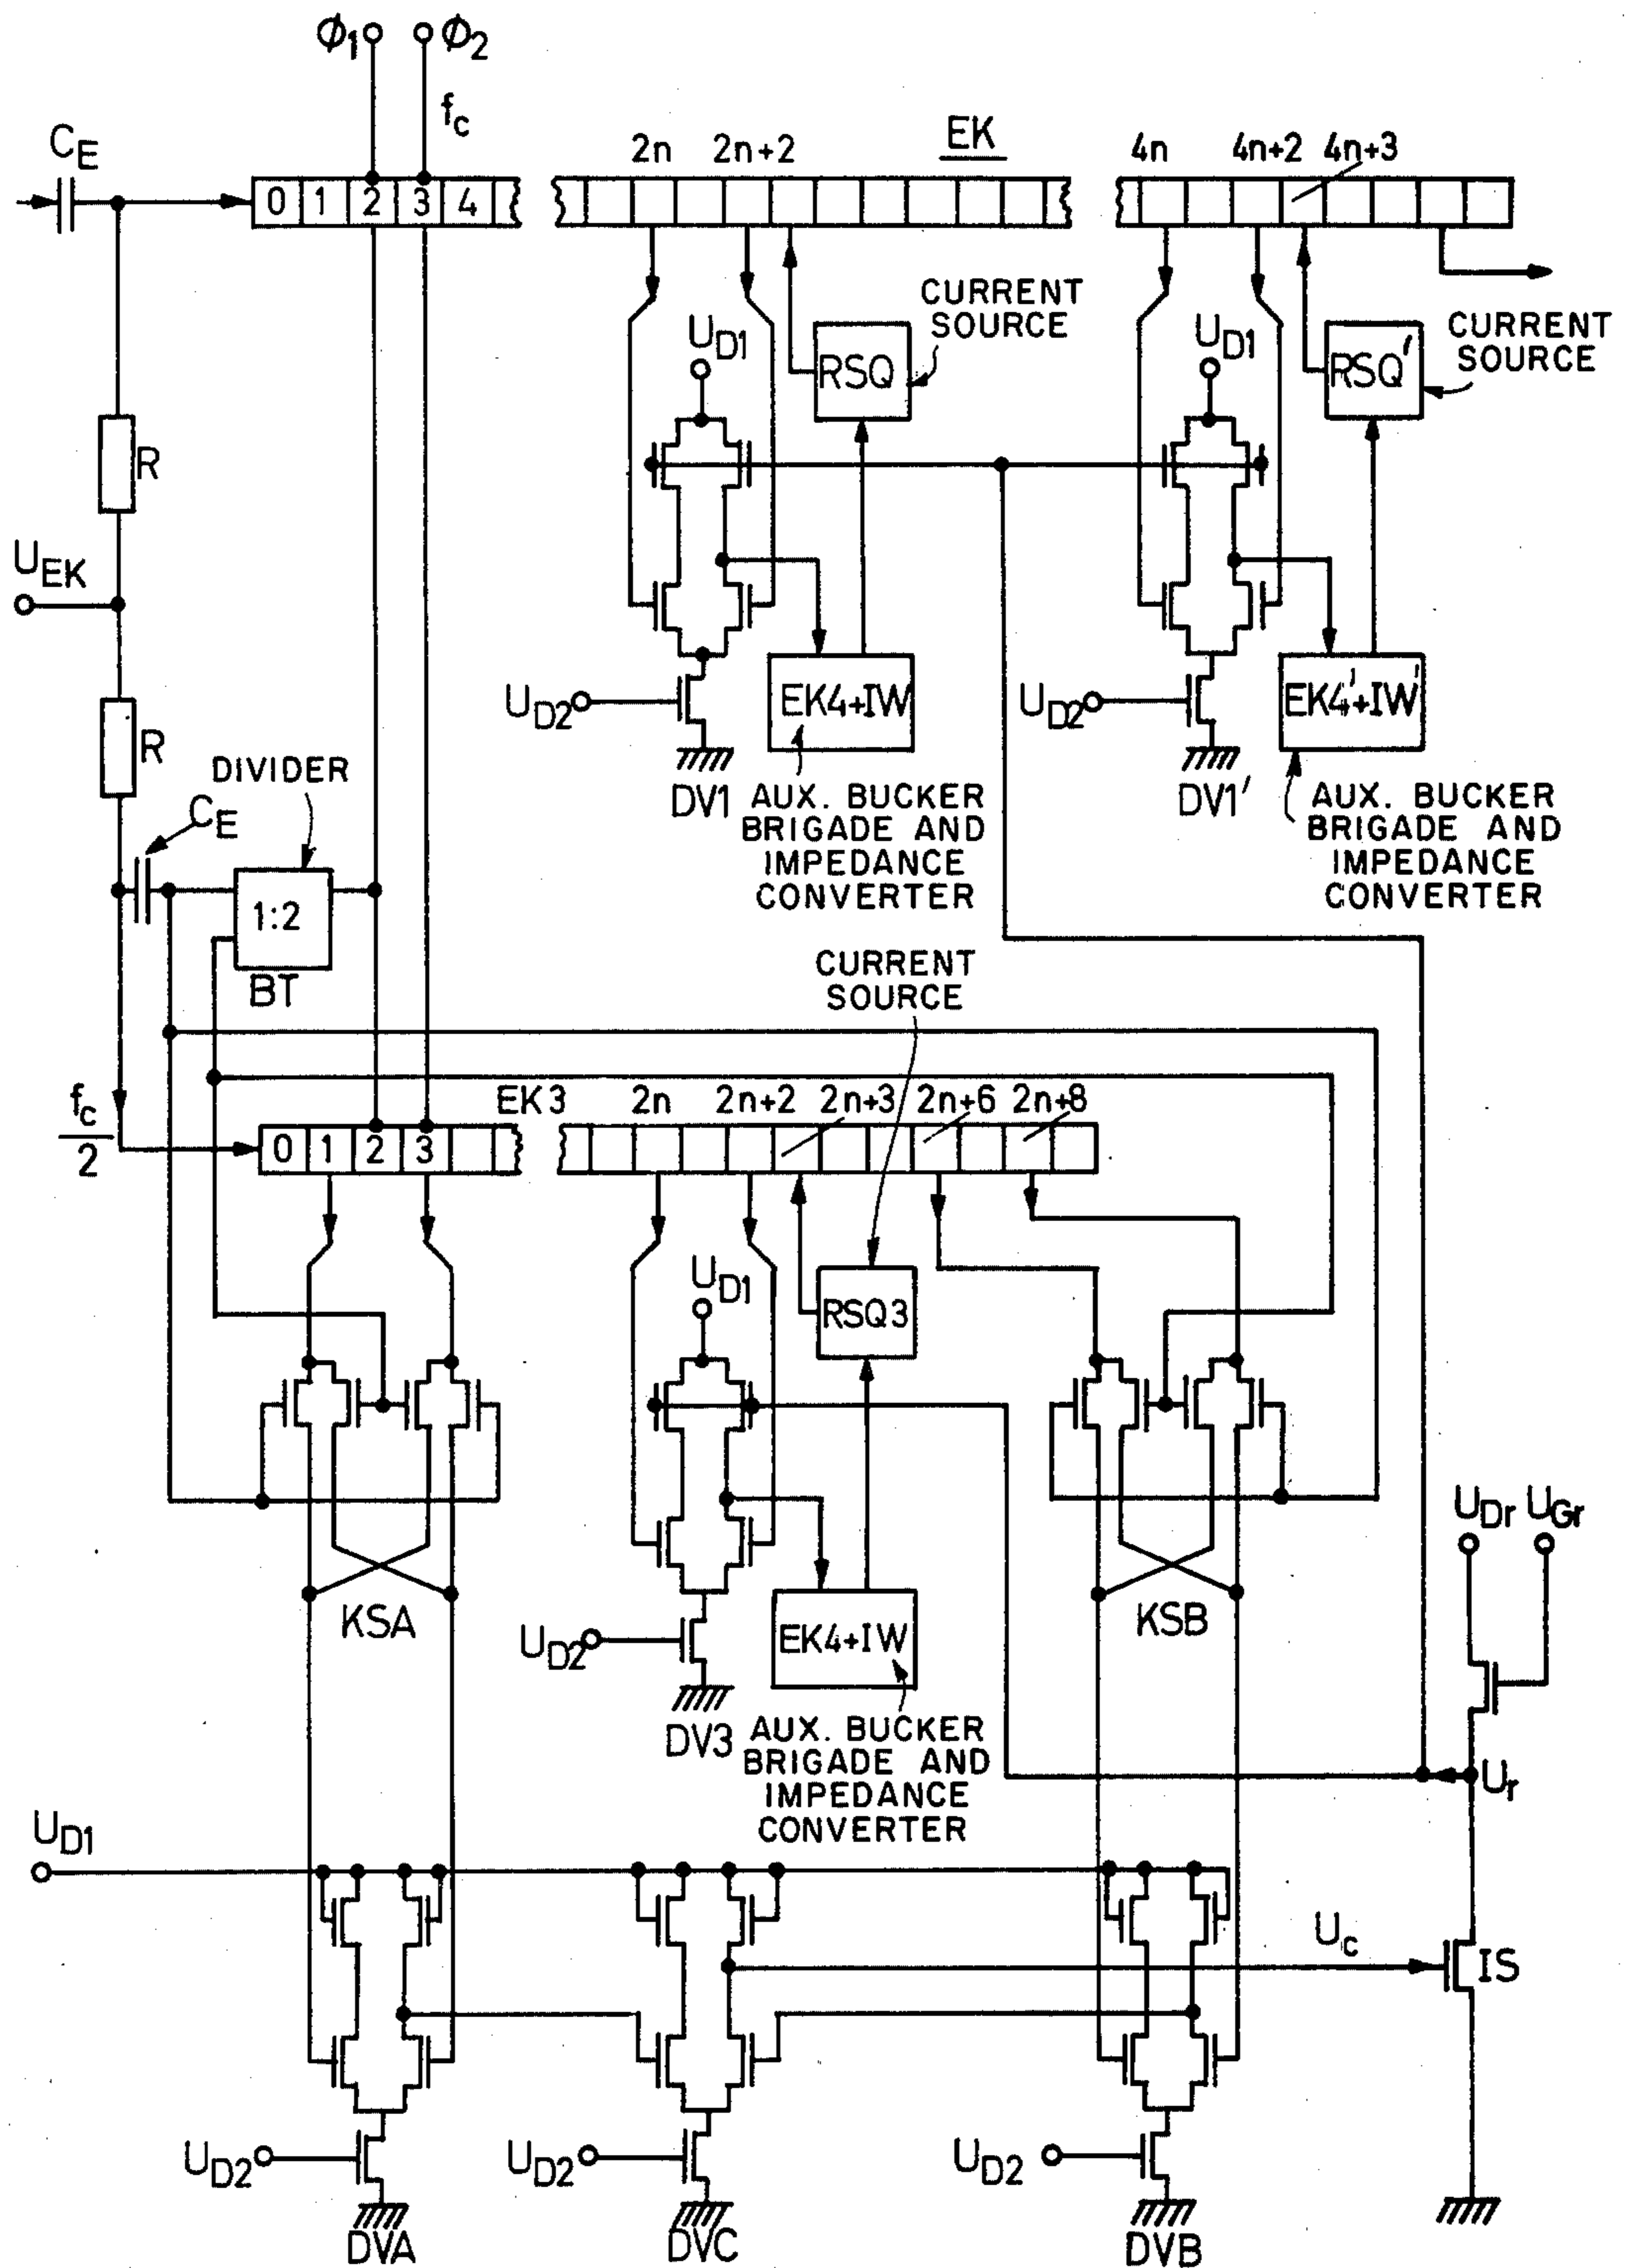 ϕ1 ϕ2
fc
CE
0 1 2 3 4
2n 2n+2 EK 4n 4n+2 4n+3
CURRENT
SOURCE
CURRENT
SOURCE
UD1
RSQ
UD1
RSQ'
R
UEK
R
UD2
EK4+IW
UD2
EK4'+IW'
DV1
AUX. BUCKER
BRIGADE AND
IMPEDANCE
CONVERTER
DV1'
AUX. BUCKER
BRIGADE AND
IMPEDANCE
CONVERTER
DIVIDER
CE
1:2
BT
CURRENT
SOURCE
fc
2
EK3 2n 2n+2 2n+3 2n+6 2n+8
0 1 2 3
UD1
RSQ3
UDr UGr
KSA
UD2
EK4+IW
KSB
DV3
AUX. BUCKER
BRIGADE AND
IMPEDANCE
CONVERTER
Ur
UD1
Uc
IS
UD2
UD2
UD2
DVA
DVC
DVB